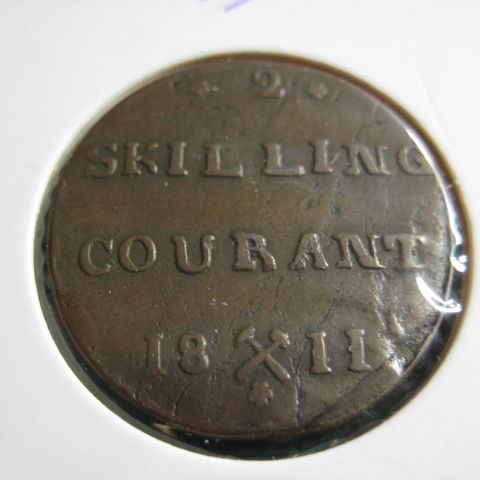 2
SKILLING
COURANT
18 11